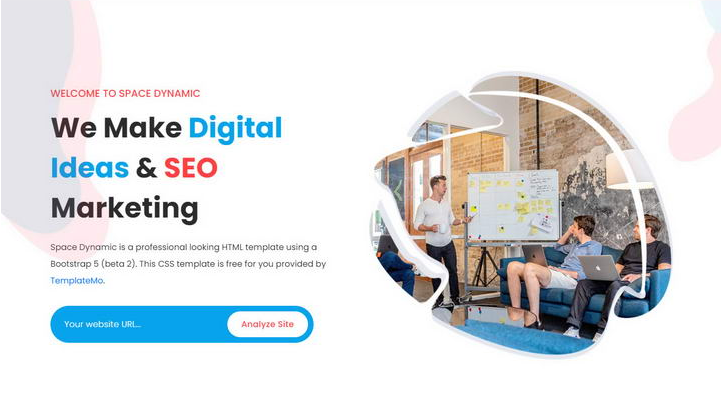 WELCOME TO SPACE DYNAMIC
We Make Digital
Ideas & SEO
Marketing
Space Dynamic is a professional looking HTML template using a
Bootstrap 5 (beta 2). This CSS template is free for you provided by
TemplateMo.
Your website URL...
Analyze Site